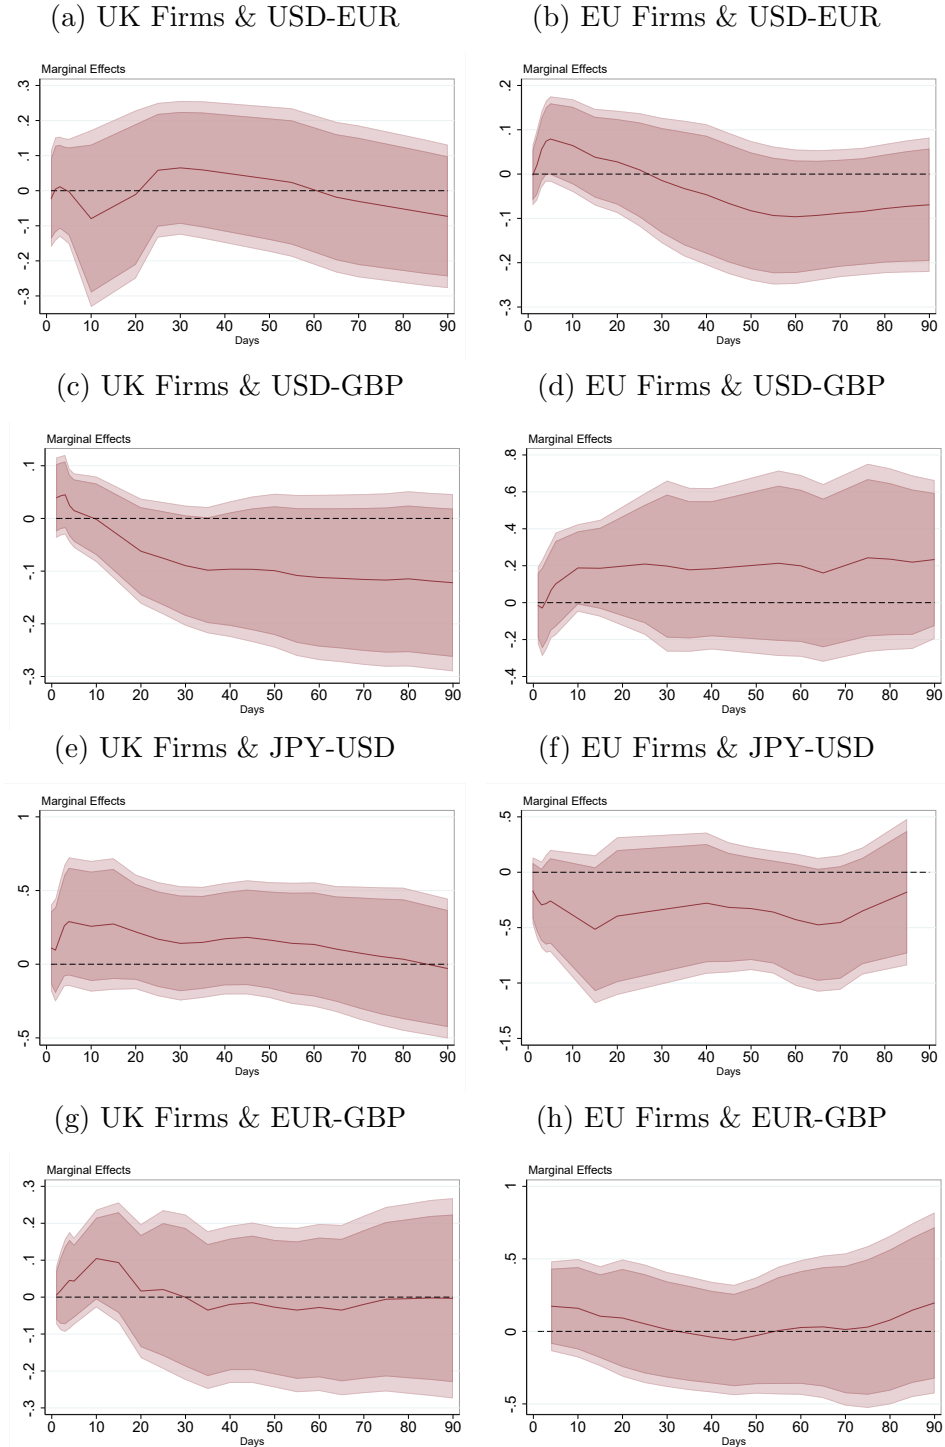 (a) UK Firms & USD-EUR
(b) EU Firms & USD-EUR
Marginal Effects
.3
.2
.1
0
-.1
-.2
-.3
0 10 20 30 40 50 60 70 80 90
Days
Marginal Effects
.2
.1
0
-.1
-.2
-.3
0 10 20 30 40 50 60 70 80 90
Days
(c) UK Firms & USD-GBP
(d) EU Firms & USD-GBP
Marginal Effects
.1
0
-.1
-.2
-.3
0 10 20 30 40 50 60 70 80 90
Days
Marginal Effects
.8
.6
.4
.2
0
-.2
-.4
0 10 20 30 40 50 60 70 80 90
Days
(e) UK Firms & JPY-USD
(f) EU Firms & JPY-USD
Marginal Effects
1
.5
0
-.5
0 10 20 30 40 50 60 70 80 90
Days
Marginal Effects
.5
0
-.5
-1
-1.5
0 10 20 30 40 50 60 70 80 90
Days
(g) UK Firms & EUR-GBP
(h) EU Firms & EUR-GBP
Marginal Effects
.3
.2
.1
0
-.1
-.2
-.3
0 10 20 30 40 50 60 70 80 90
Days
Marginal Effects
1
.5
0
-.5
0 10 20 30 40 50 60 70 80 90
Days